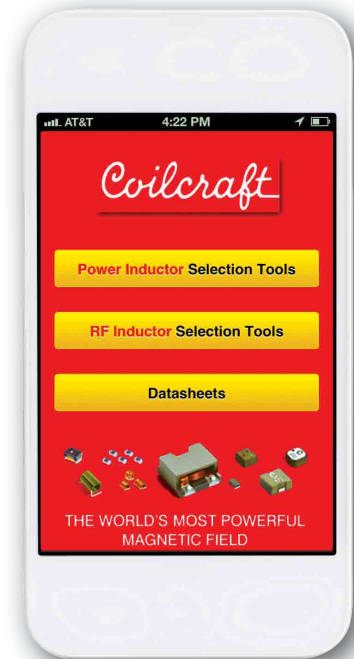 AT&T 4:22 PM
Coilcraft
Power Inductor Selection Tools
RF Inductor Selection Tools
Datasheets
THE WORLD'S MOST POWERFUL
MAGNETIC FIELD